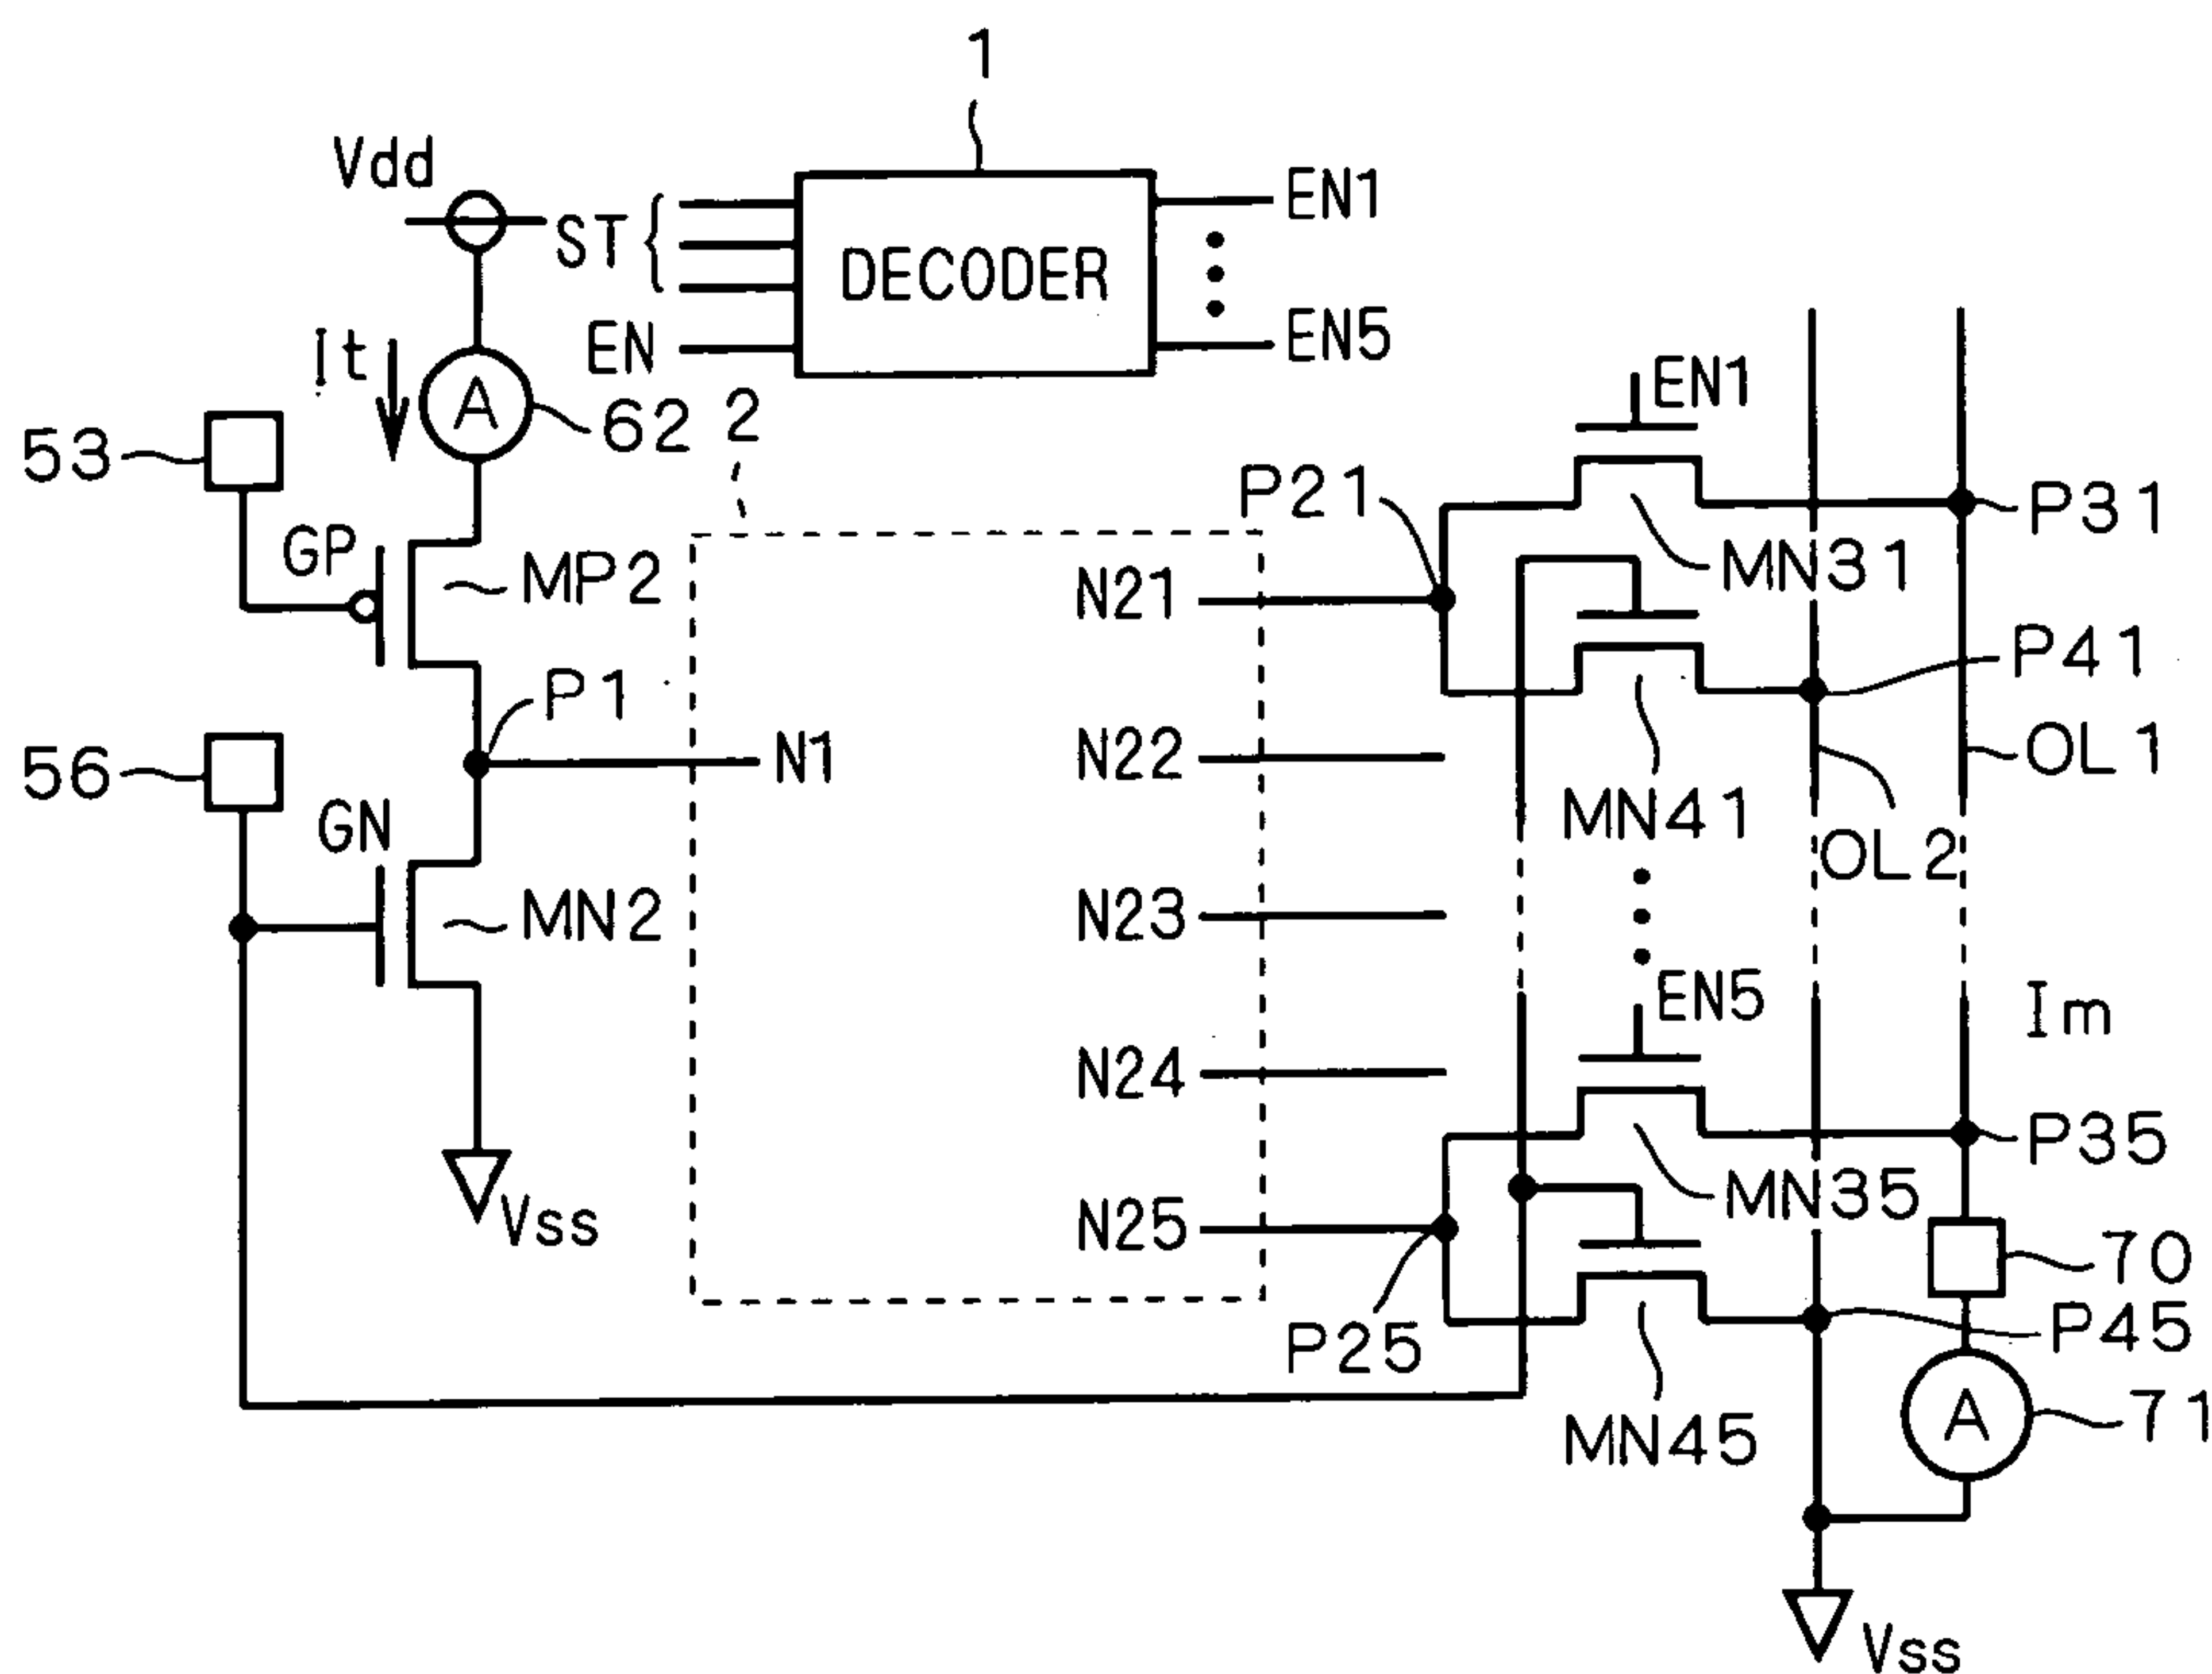 1
Vdd
ST
DECODER
EN1
EN
EN5
It
A
62
2
53
GP
MP2
P1
N1
56
GN
MN2
Vss
N21
N22
N23
N24
N25
P21
P25
EN1
MN31
MN41
P31
P41
OL1
OL2
EN5
MN35
MN45
Im
P35
70
P45
A
71
Vss